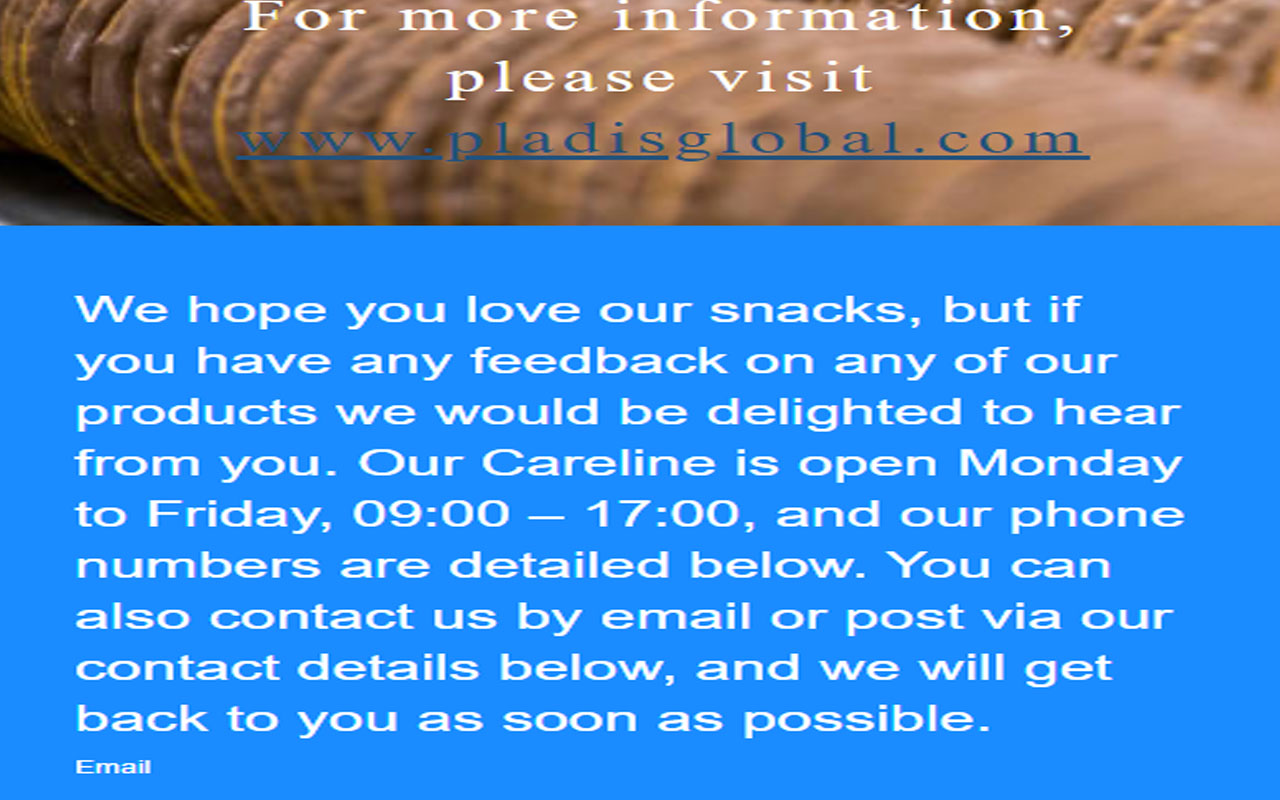 For more information,
please visit
www.pladisglobal.com
We hope you love our snacks, but if
you have any feedback on any of our
products we would be delighted to hear
from you. Our Careline is open Monday
to Friday, 09:00 – 17:00, and our phone
numbers are detailed below. You can
also contact us by email or post via our
contact details below, and we will get
back to you as soon as possible.
Email